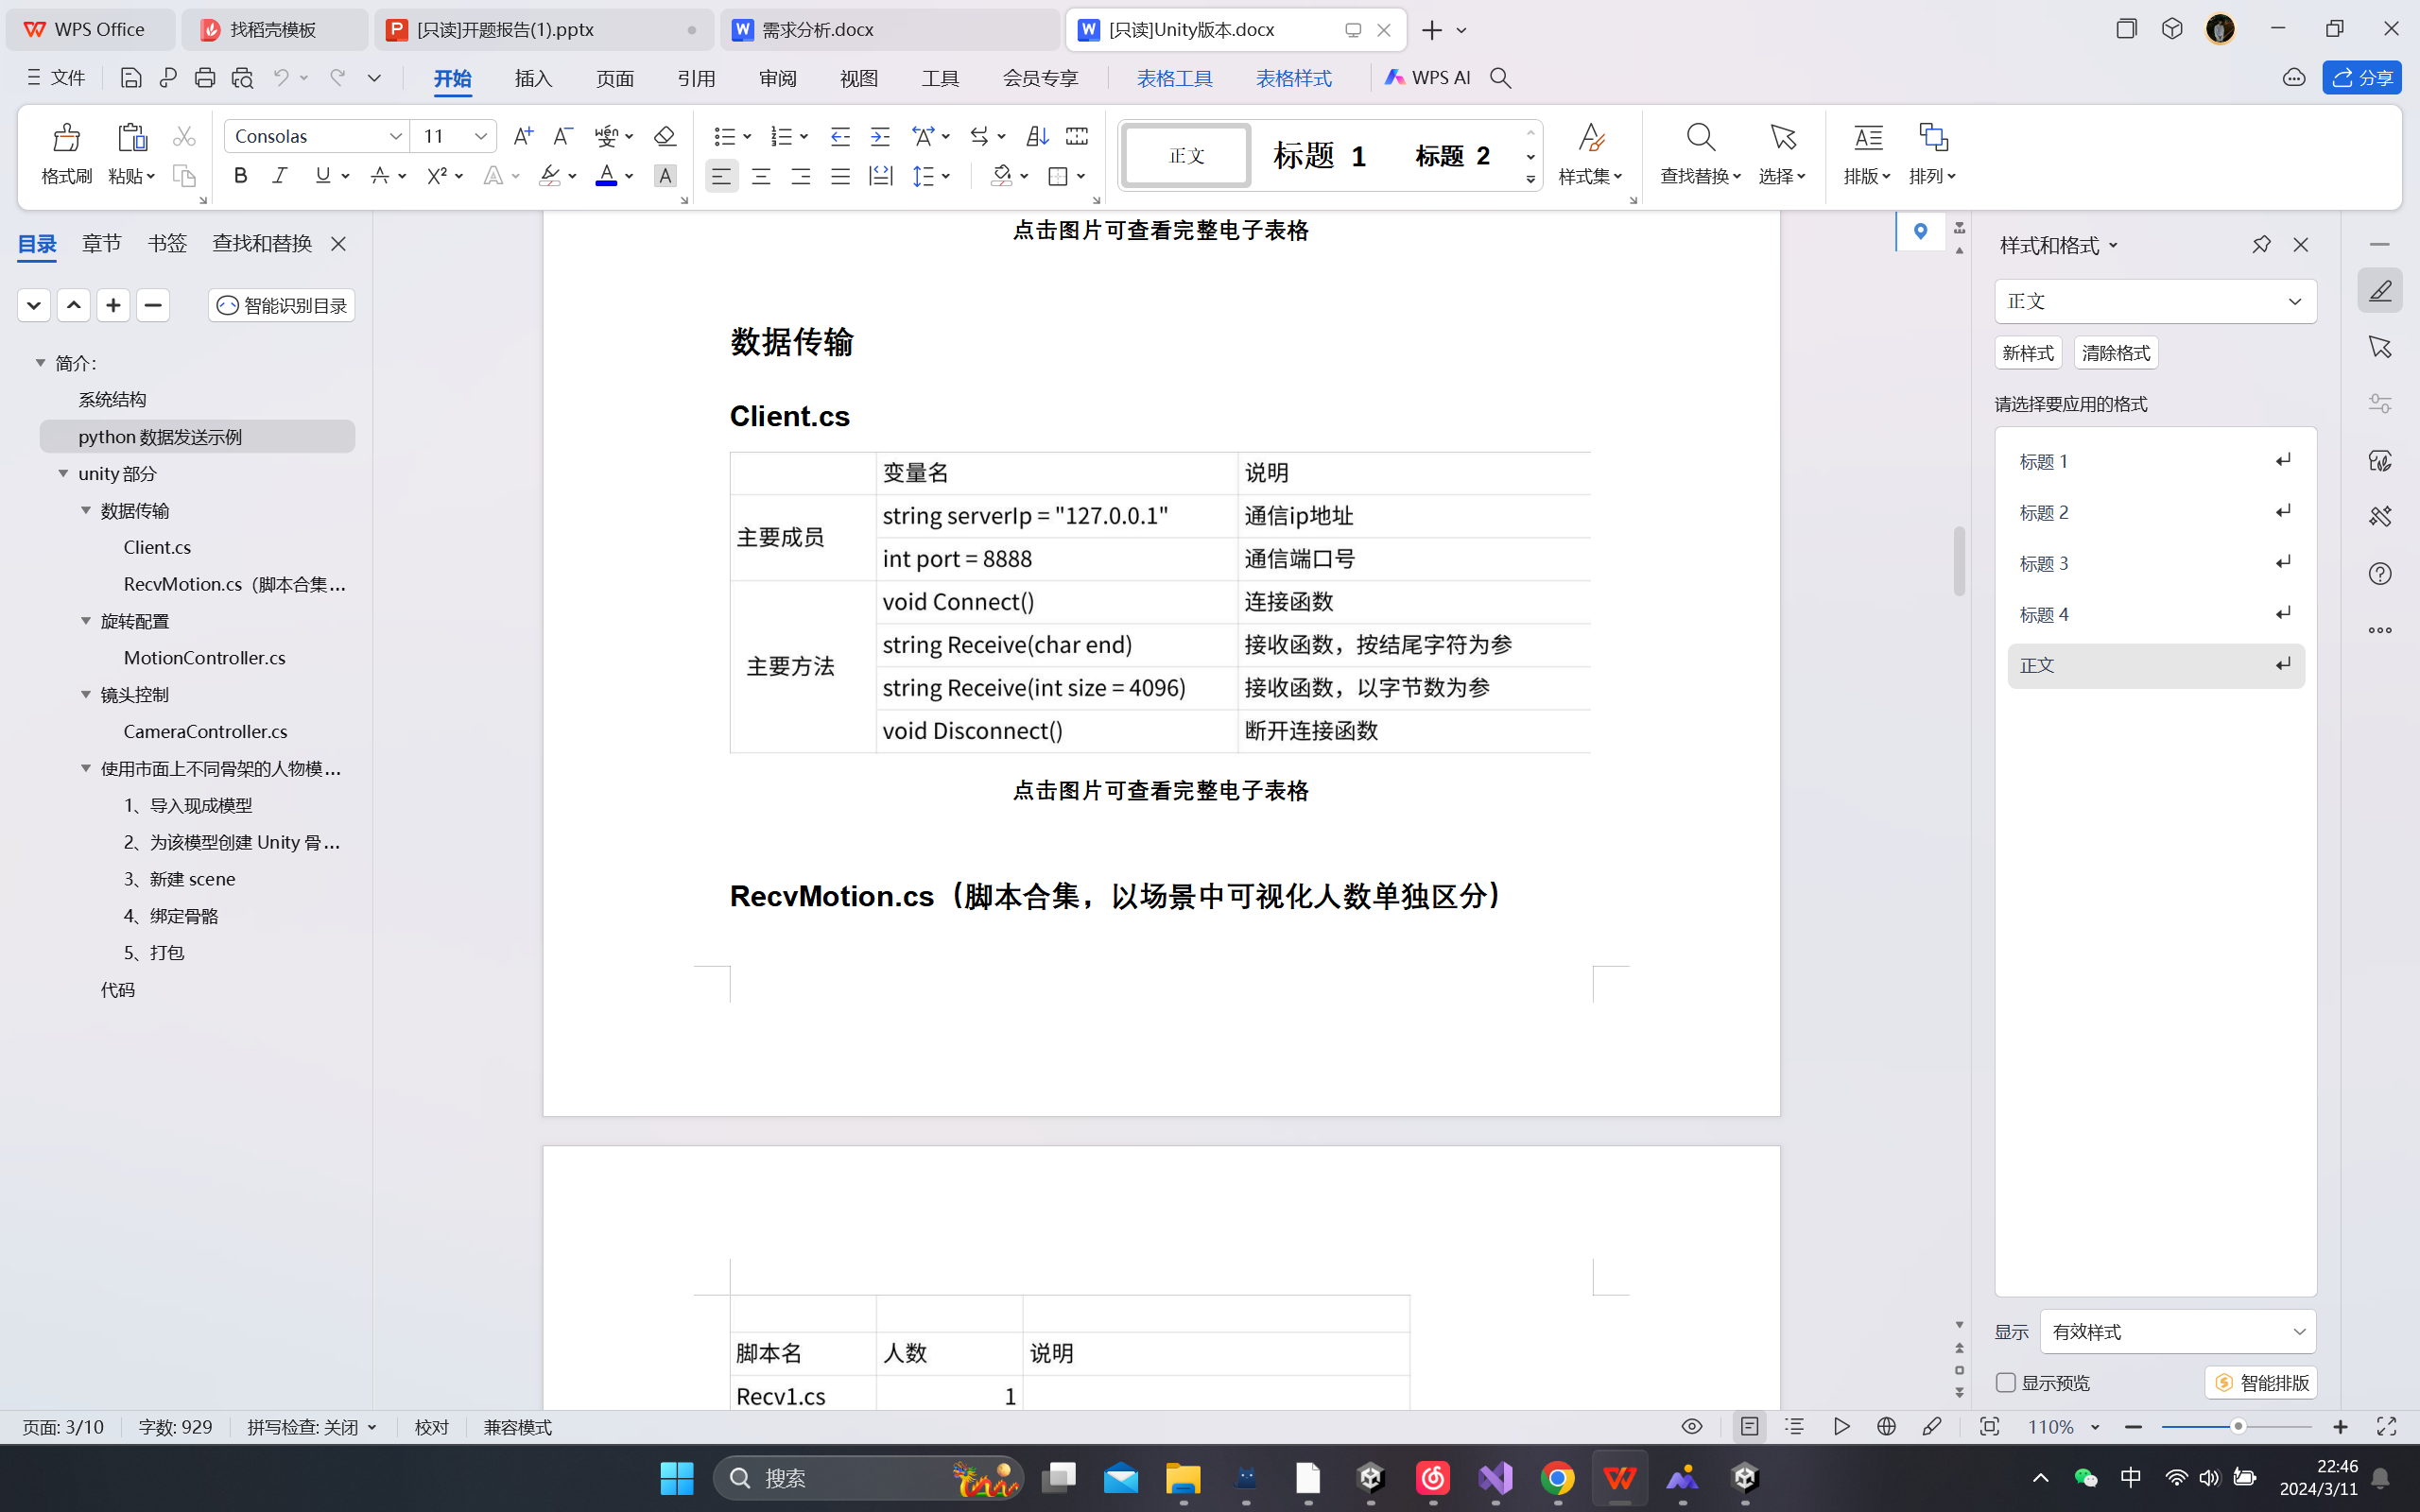 WPS Office
找稻壳模板
[只读]开题报告(1).pptx
需求分析.docx
[只读]Unity版本.docx
文件
开始
插入
页面
引用
审阅
视图
工具
会员专享
表格工具
表格样式
WPS AI
分享
格式刷
粘贴
Consolas
11
正文
标题 1
标题 2
样式集
查找替换
选择
排版
排列
目录
章节
书签
查找和替换
智能识别目录
简介：
系统结构
python 数据发送示例
unity 部分
数据传输
Client.cs
RecvMotion.cs（脚本合集...
旋转配置
MotionController.cs
镜头控制
CameraController.cs
使用市面上不同骨架的人物模...
1、导入现成模型
2、为该模型创建 Unity 骨...
3、新建 scene
4、绑定骨骼
5、打包
代码
点击图片可查看完整电子表格
数据传输
Client.cs
变量名 说明
主要成员
string serverIp = "127.0.0.1" 通信ip地址
int port = 8888 通信端口号
主要方法
void Connect() 连接函数
string Receive(char end) 接收函数，按结尾字符为参
string Receive(int size = 4096) 接收函数，以字节数为参
void Disconnect() 断开连接函数
点击图片可查看完整电子表格
RecvMotion.cs（脚本合集，以场景中可视化人数单独区分）
脚本名 人数 说明
Recv1.cs 1
样式和格式
正文
新样式
清除格式
请选择要应用的格式
标题 1
标题 2
标题 3
标题 4
正文
显示
有效样式
显示预览
智能排版
页面: 3/10
字数: 929
拼写检查: 关闭
校对
兼容模式
110%
搜索
中
22:46
2024/3/11